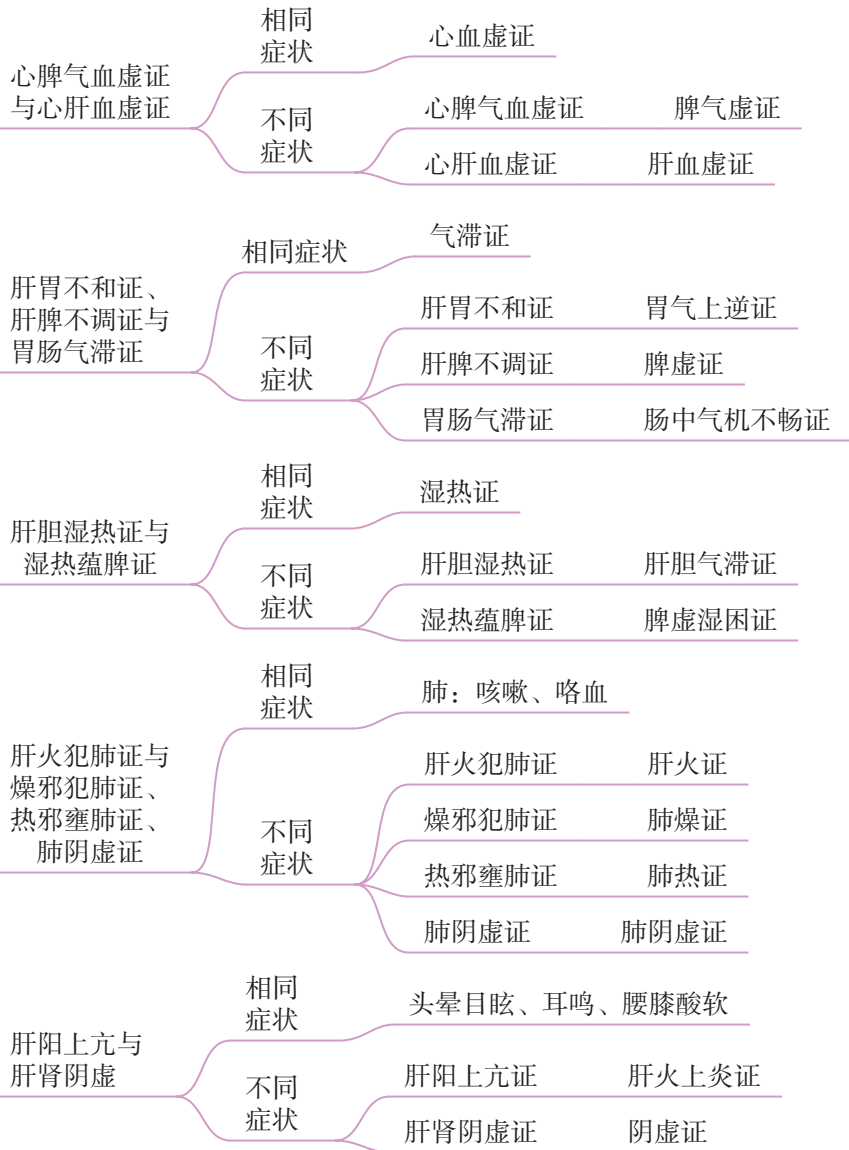 心脾气血虚证
与心肝血虚证
相同
症状
心血虚证
不同
症状
心脾气血虚证 脾气虚证
心肝血虚证 肝血虚证
肝胃不和证、
肝脾不调证与
胃肠气滞证
相同症状
气滞证
不同
症状
肝胃不和证 胃气上逆证
肝脾不调证 脾虚证
胃肠气滞证 肠中气机不畅证
肝胆湿热证与
湿热蕴脾证
相同
症状
湿热证
不同
症状
肝胆湿热证 肝胆气滞证
湿热蕴脾证 脾虚湿困证
肝火犯肺证与
燥邪犯肺证、
热邪壅肺证、
肺阴虚证
相同
症状
肺：咳嗽、咯血
不同
症状
肝火犯肺证 肝火证
燥邪犯肺证 肺燥证
热邪壅肺证 肺热证
肺阴虚证 肺阴虚证
肝阳上亢与
肝肾阴虚
相同
症状
头晕目眩、耳鸣、腰膝酸软
不同
症状
肝阳上亢证 肝火上炎证
肝肾阴虚证 阴虚证